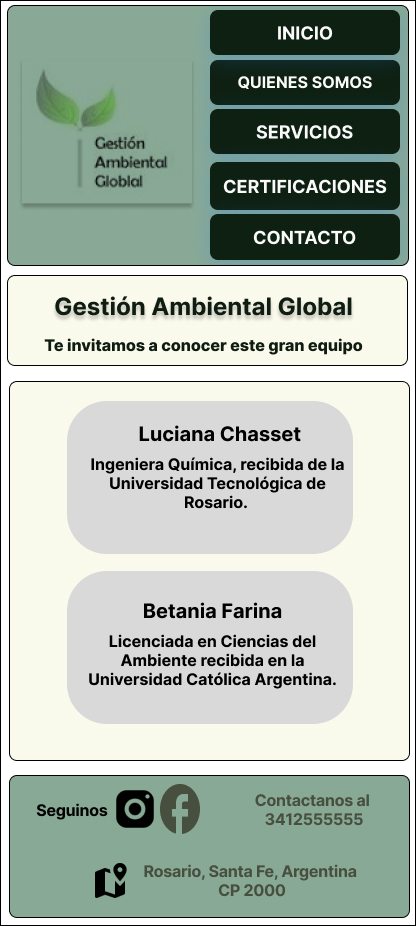 Gestión
Ambiental
Globlal
INICIO
QUIENES SOMOS
SERVICIOS
CERTIFICACIONES
CONTACTO
Gestión Ambiental Global
Te invitamos a conocer este gran equipo
Luciana Chasset
Ingeniera Química, recibida de la
Universidad Tecnológica de
Rosario.
Betania Farina
Licenciada en Ciencias del
Ambiente recibida en la
Universidad Católica Argentina.
Seguinos
Contactanos al
3412555555
Rosario, Santa Fe, Argentina
CP 2000